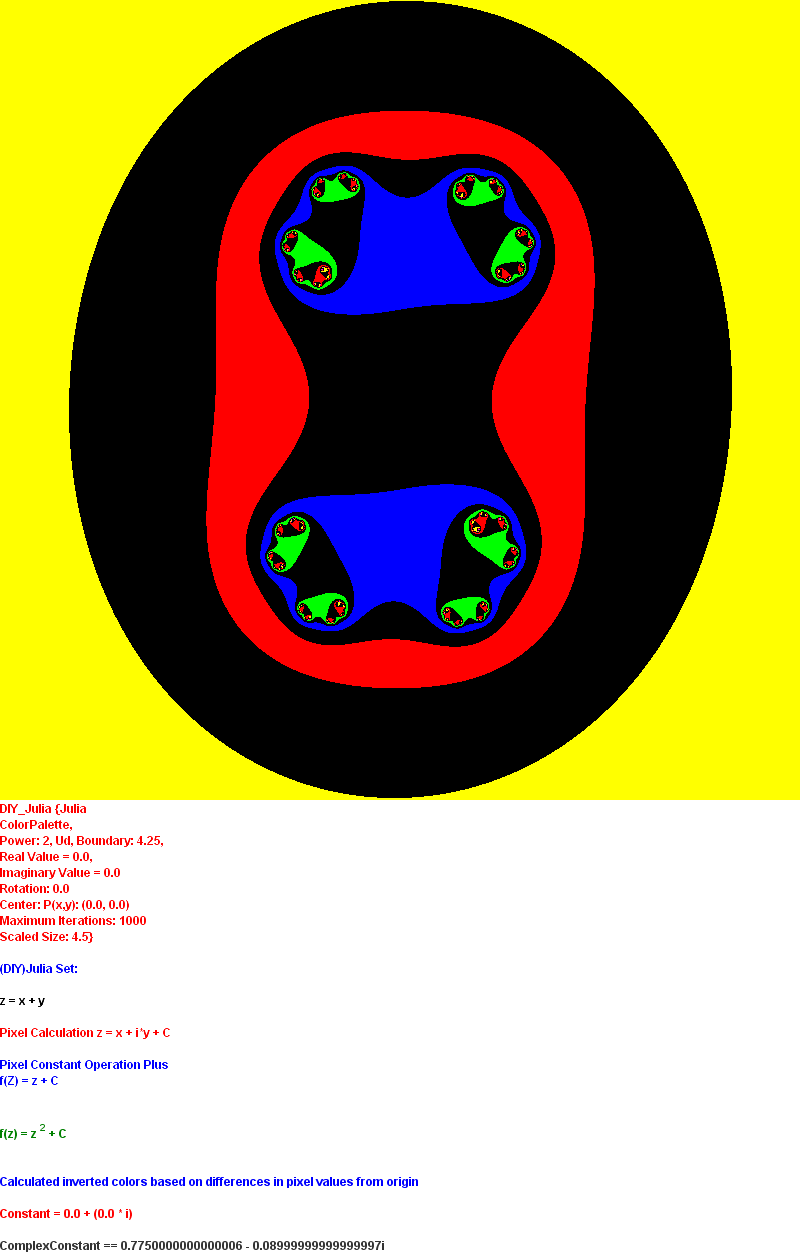 DIY_Julia {Julia
ColorPalette,
Power: 2, Ud, Boundary: 4.25,
Real Value = 0.0,
Imaginary Value = 0.0
Rotation: 0.0
Center: P(x,y): (0.0, 0.0)
Maximum Iterations: 1000
Scaled Size: 4.5}
(DIY)Julia Set:
z = x + y
Pixel Calculation z = x + i*y + C
Pixel Constant Operation Plus
f(Z) = z + C
f(z) = z ² + C
Calculated inverted colors based on differences in pixel values from origin
Constant = 0.0 + (0.0 * i)
ComplexConstant == 0.7750000000000006 - 0.08999999999999997i